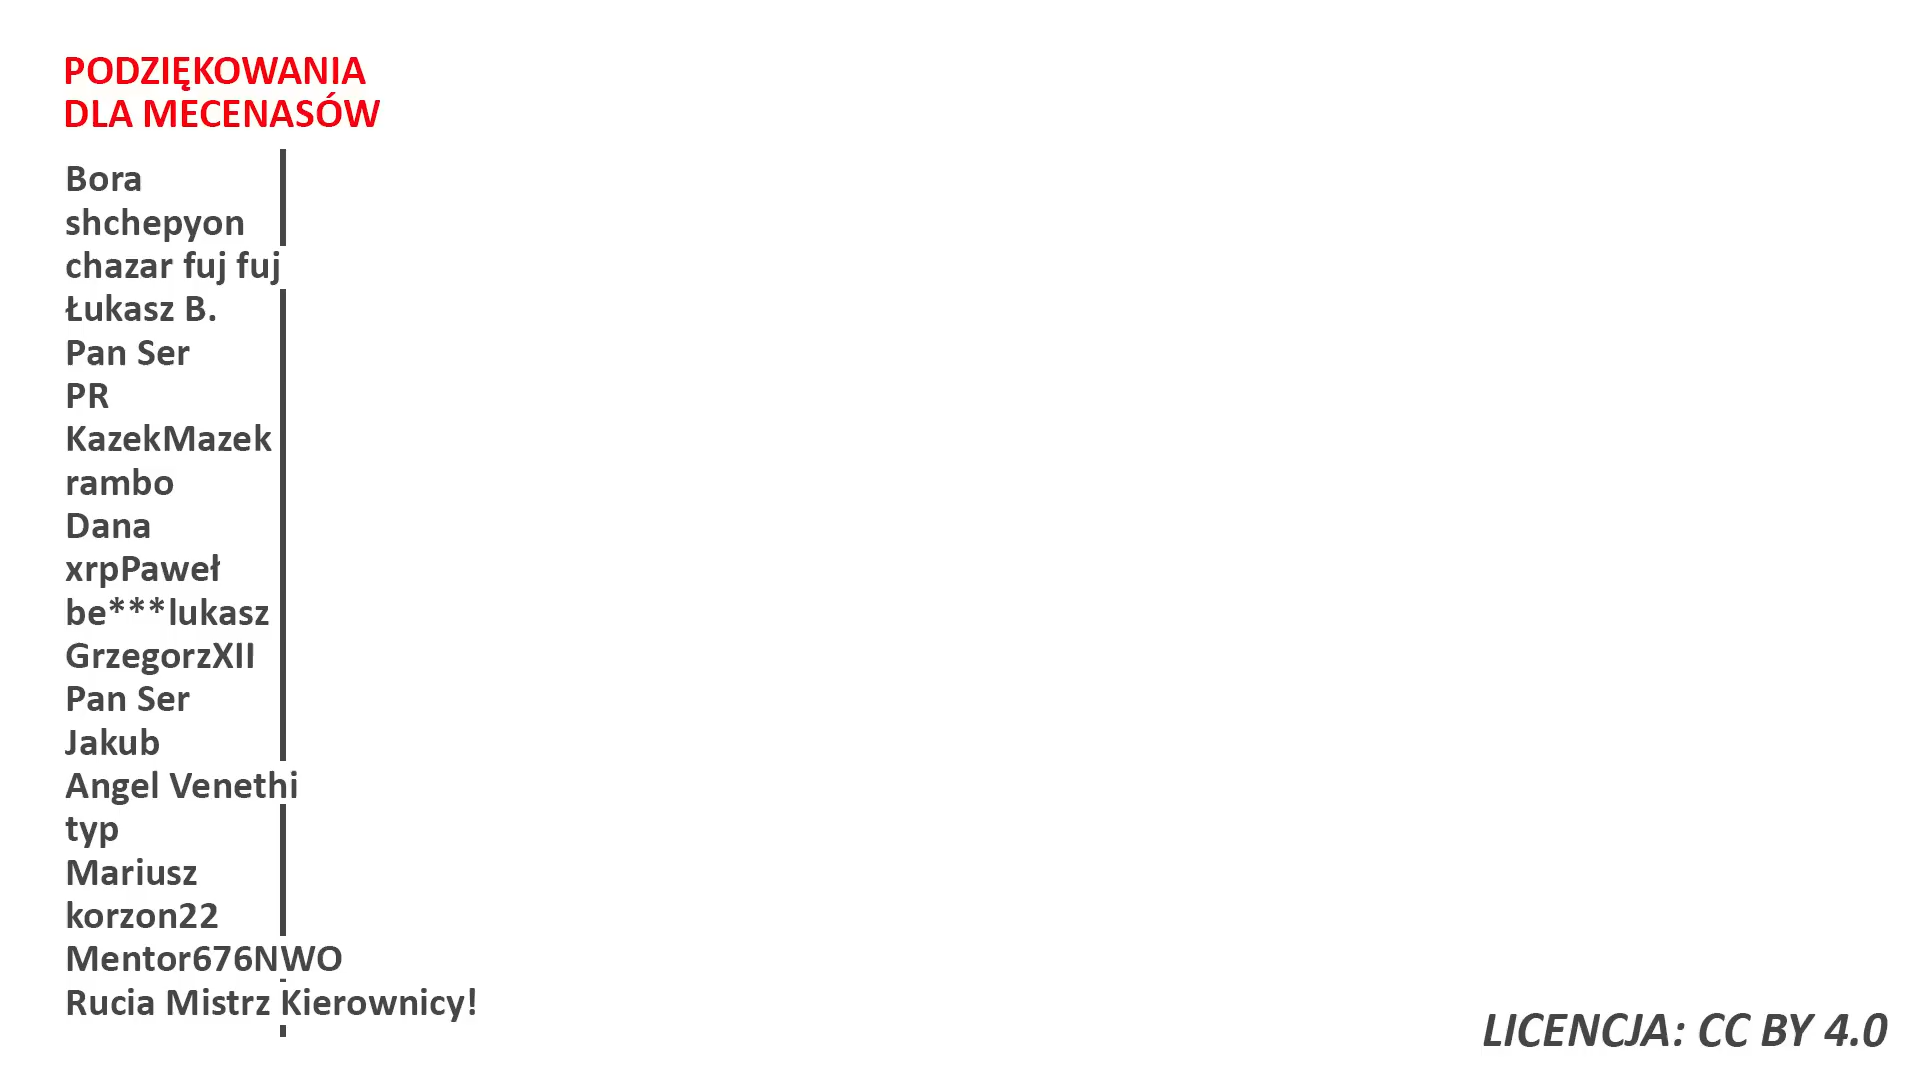 PODZIĘKOWANIA
DLA MECENASÓW
Bora
shchepyon
chazar fuj fuj
Łukasz B.
Pan Ser
PR
KazekMazek
rambo
Dana
xrpPaweł
be***lukasz
GrzegorzXII
Pan Ser
Jakub
Angel Venethi
typ
Mariusz
korzon22
Mentor676NWO
Rucia Mistrz Kierownicy!
LICENCJA: CC BY 4.0